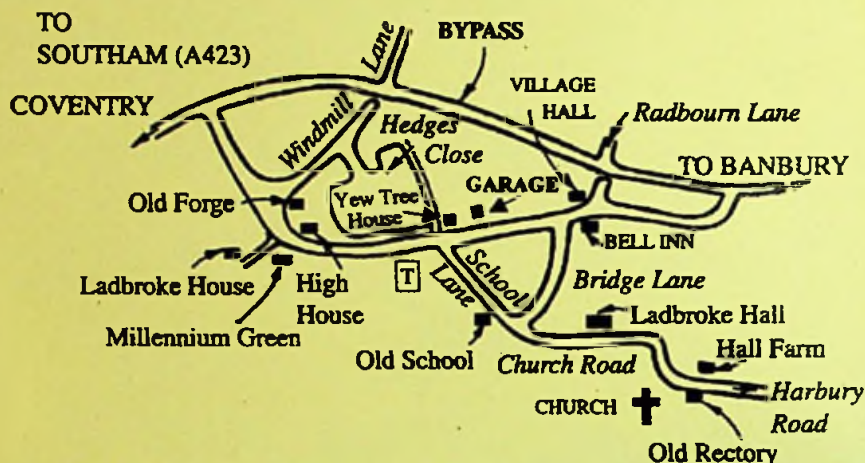 TO
SOUTHAM (A423)
COVENTRY
Lane
BYPASS
VILLAGE
HALL
Radbourn Lane
Windmill
Hedges
Close
TO BANBURY
Old Forge
Yew Tree
House
GARAGE
BELL INN
Ladbroke House
High
House
T
School
Lane
Bridge Lane
Millennium Green
Ladbroke Hall
Old School
Church Road
Hall Farm
CHURCH
Harbury
Road
Old Rectory